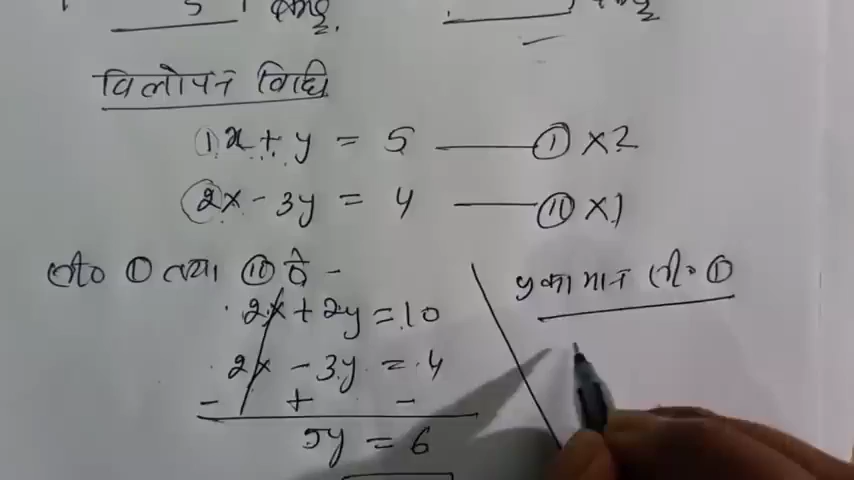 विलोपन विधि
1x + y = 5 ——— (1) ×2
2x - 3y = 4 ——— (11) ×1
समी० (1) तथा (11) से -
2x + 2y = 10
2x - 3y = 4
- + -
5y = 6
y का मान समी० (1)